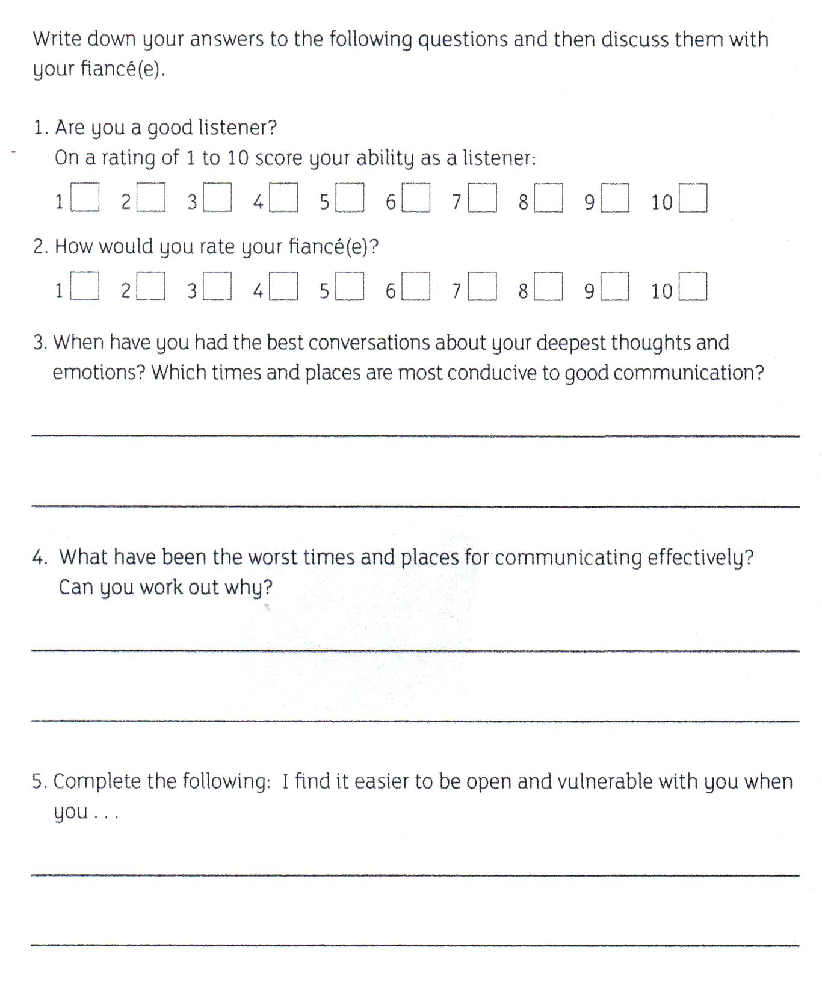 Write down your answers to the following questions and then discuss them with
your fiancé(e).
1. Are you a good listener?
On a rating of 1 to 10 score your ability as a listener:
1 2 3 4 5 6 7 8 9 10
2. How would you rate your fiancé(e)?
1 2 3 4 5 6 7 8 9 10
3. When have you had the best conversations about your deepest thoughts and
emotions? Which times and places are most conducive to good communication?
4. What have been the worst times and places for communicating effectively?
Can you work out why?
5. Complete the following: I find it easier to be open and vulnerable with you when
you . . .